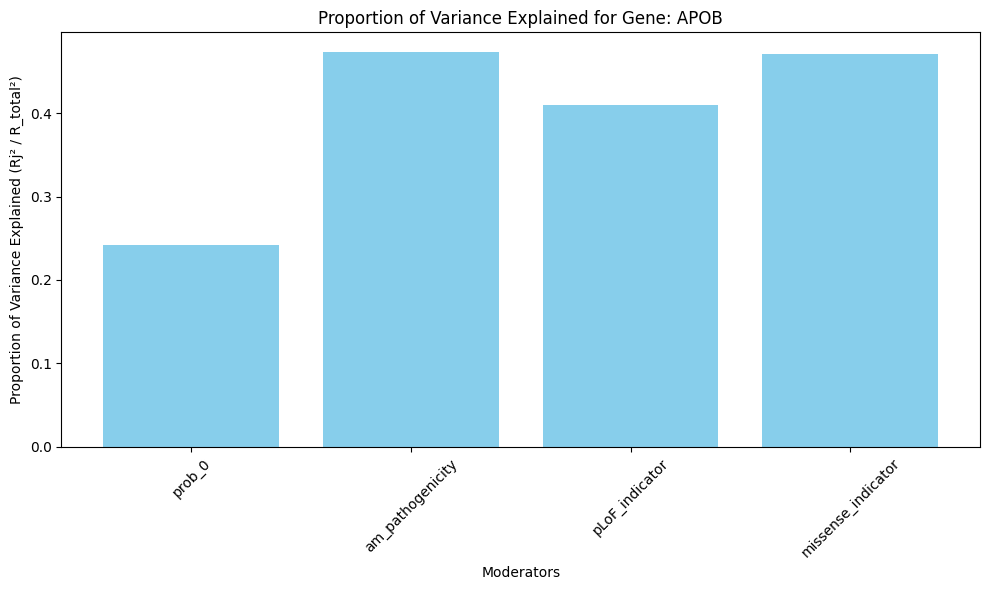 Proportion of Variance Explained for Gene: APOB
Proportion of Variance Explained (Rj² / R_total²)
0.4
0.3
0.2
0.1
0.0
prob_0
am_pathogenicity
pLoF_indicator
missense_indicator
Moderators